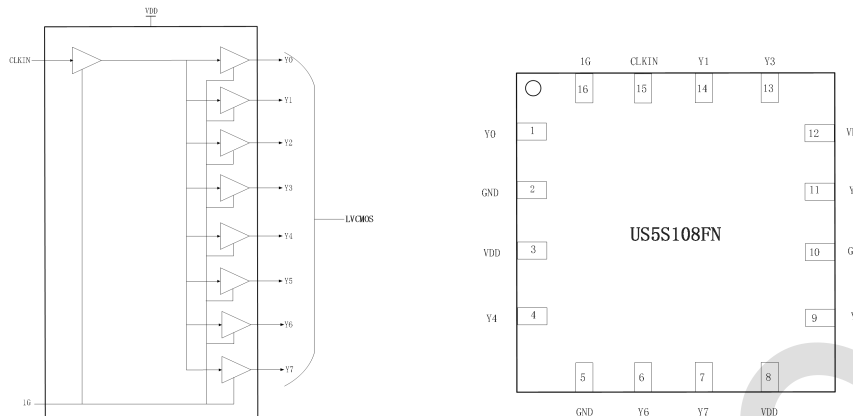 VDD
CLKIN
Y0
Y1
Y2
Y3
Y4
Y5
Y6
Y7
LVCMOS
1G
1G CLKIN Y1 Y3
16 15 14 13
Y0 1
12
GND 2
11
US5S108FN
VDD 3
10
Y4 4
9
5 6 7 8
GND Y6 Y7 VDD